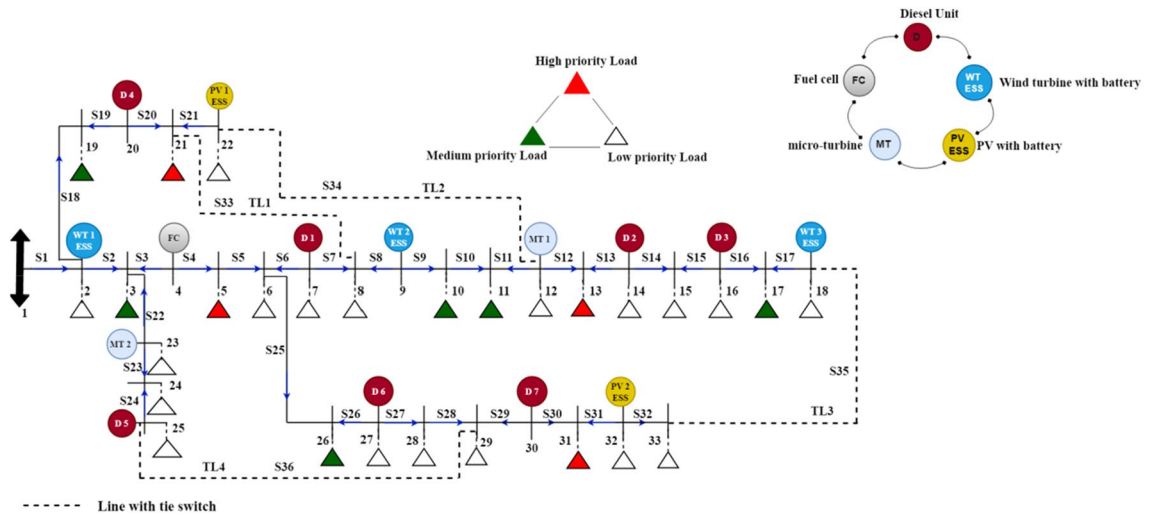 Diesel Unit
D
Fuel cell
FC
WT
ESS
Wind turbine with battery
micro-turbine
MT
PV
ESS
PV with battery
High priority Load
Medium priority Load
Low priority Load
D 4
PV 1
ESS
S19
S20
S21
19
20
21
22
S18
S34
TL2
S33
TL1
WT 1
ESS
FC
D 1
WT 2
ESS
MT 1
D 2
D 3
WT 3
ESS
S1
S2
S3
S4
S5
S6
S7
S8
S9
S10
S11
S12
S13
S14
S15
S16
S17
1
2
3
4
5
6
7
8
9
10
11
12
13
14
15
16
17
18
S22
MT 2
23
S23
24
S24
D 5
25
S25
S35
D 6
D 7
PV 2
ESS
TL3
S26
S27
S28
S29
S30
S31
S32
26
27
28
29
30
31
32
33
TL4
S36
Line with tie switch